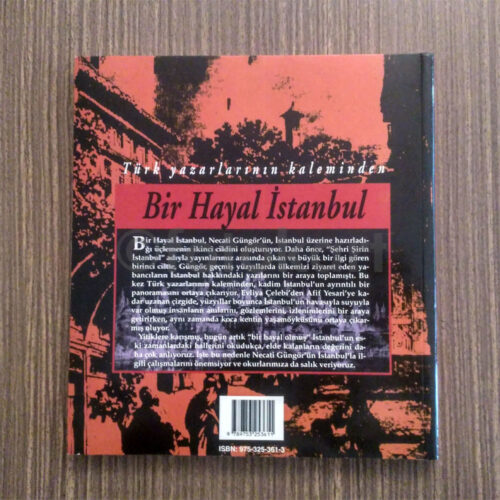 Türk yazarlarının kaleminden
Bir Hayal İstanbul
Bir Hayal İstanbul, Necati Güngör'ün, İstanbul üzerine hazırladı-
ğı üçlemenin ikinci cildini oluşturuyor. Daha önce, "Şehri Şirin
İstanbul" adıyla yayınlarımız arasında çıkan ve büyük bir ilgi gören
birinci ciltte, Güngör, geçmiş yüzyıllarda ülkemizi ziyaret eden ya-
bancıların İstanbul hakkındaki yazılarını bir araya toplamıştı. Bu
kez Türk yazarlarının kaleminden, kadim İstanbul'un ayrıntılı bir
panoramasını ortaya çıkarıyor. Evliya Çelebi'den Afif Yesari'ye ka-
dar uzanan çizgide, yüzyıllar boyunca İstanbul'un havasıyla suyuyla
var olmuş insanların anılarını, gözlemlerini, izlenimlerini bir araya
getirirken, aynı zamanda koca kentin yaşamöyküsünü ortaya çıkar-
mış oluyor.
Yitiklere karışmış, bugün artık "bir hayal olmuş" İstanbul'un es-
ki zamanlardaki hallerini okudukça, elde kalanların değerini da-
ha çok anlıyoruz. İşte bu nedenle Necati Güngör'ün İstanbul'la il-
gili çalışmalarını önemsiyor ve okurlarımıza da salık veriyoruz.
9 789753 253611
ISBN: 975-325-361-3